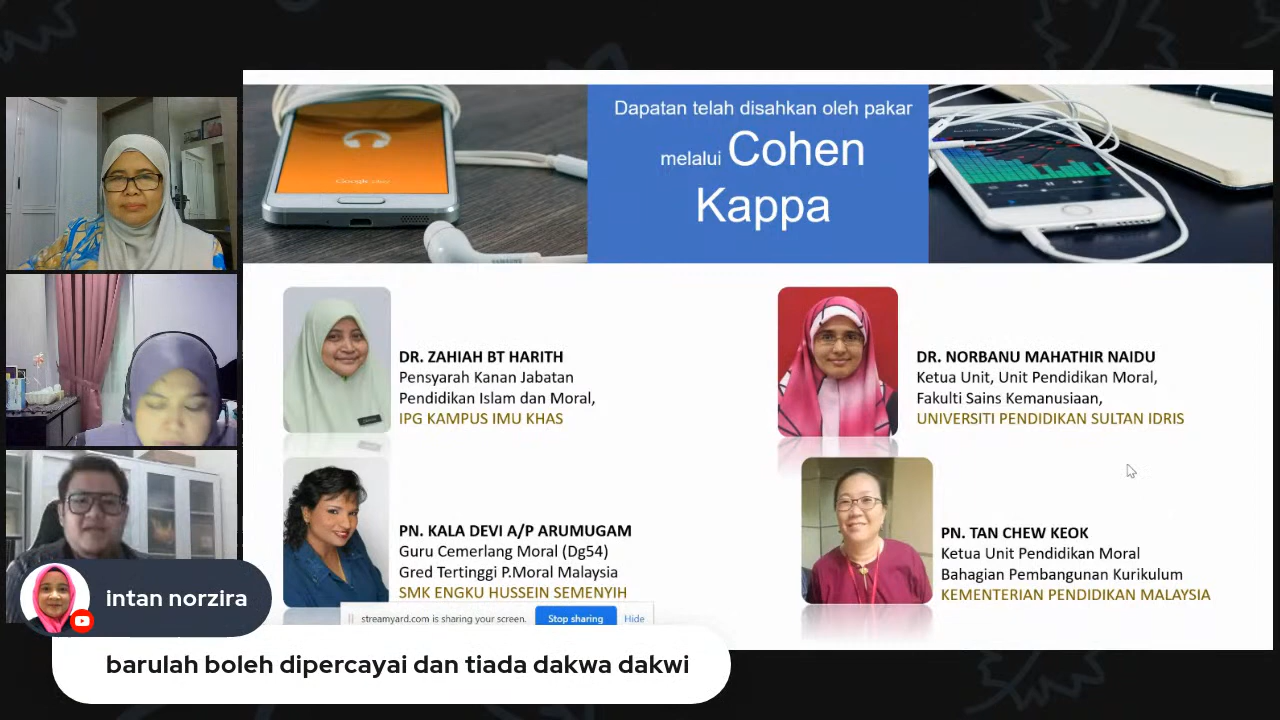 Dapatan telah disahkan oleh pakar
melalui Cohen
Kappa
DR. ZAHIAH BT HARITH
Pensyarah Kanan Jabatan
Pendidikan Islam dan Moral,
IPG KAMPUS IMU KHAS
DR. NORBANU MAHATHIR NAIDU
Ketua Unit, Unit Pendidikan Moral,
Fakulti Sains Kemanusiaan,
UNIVERSITI PENDIDIKAN SULTAN IDRIS
PN. KALA DEVI A/P ARUMUGAM
Guru Cemerlang Moral (Dg54)
Gred Tertinggi P.Moral Malaysia
SMK ENGKU HUSSEIN SEMENYIH
PN. TAN CHEW KEOK
Ketua Unit Pendidikan Moral
Bahagian Pembangunan Kurikulum
KEMENTERIAN PENDIDIKAN MALAYSIA
streamyard.com is sharing your screen. Stop sharing Hide
intan norzira
barulah boleh dipercayai dan tiada dakwa dakwi